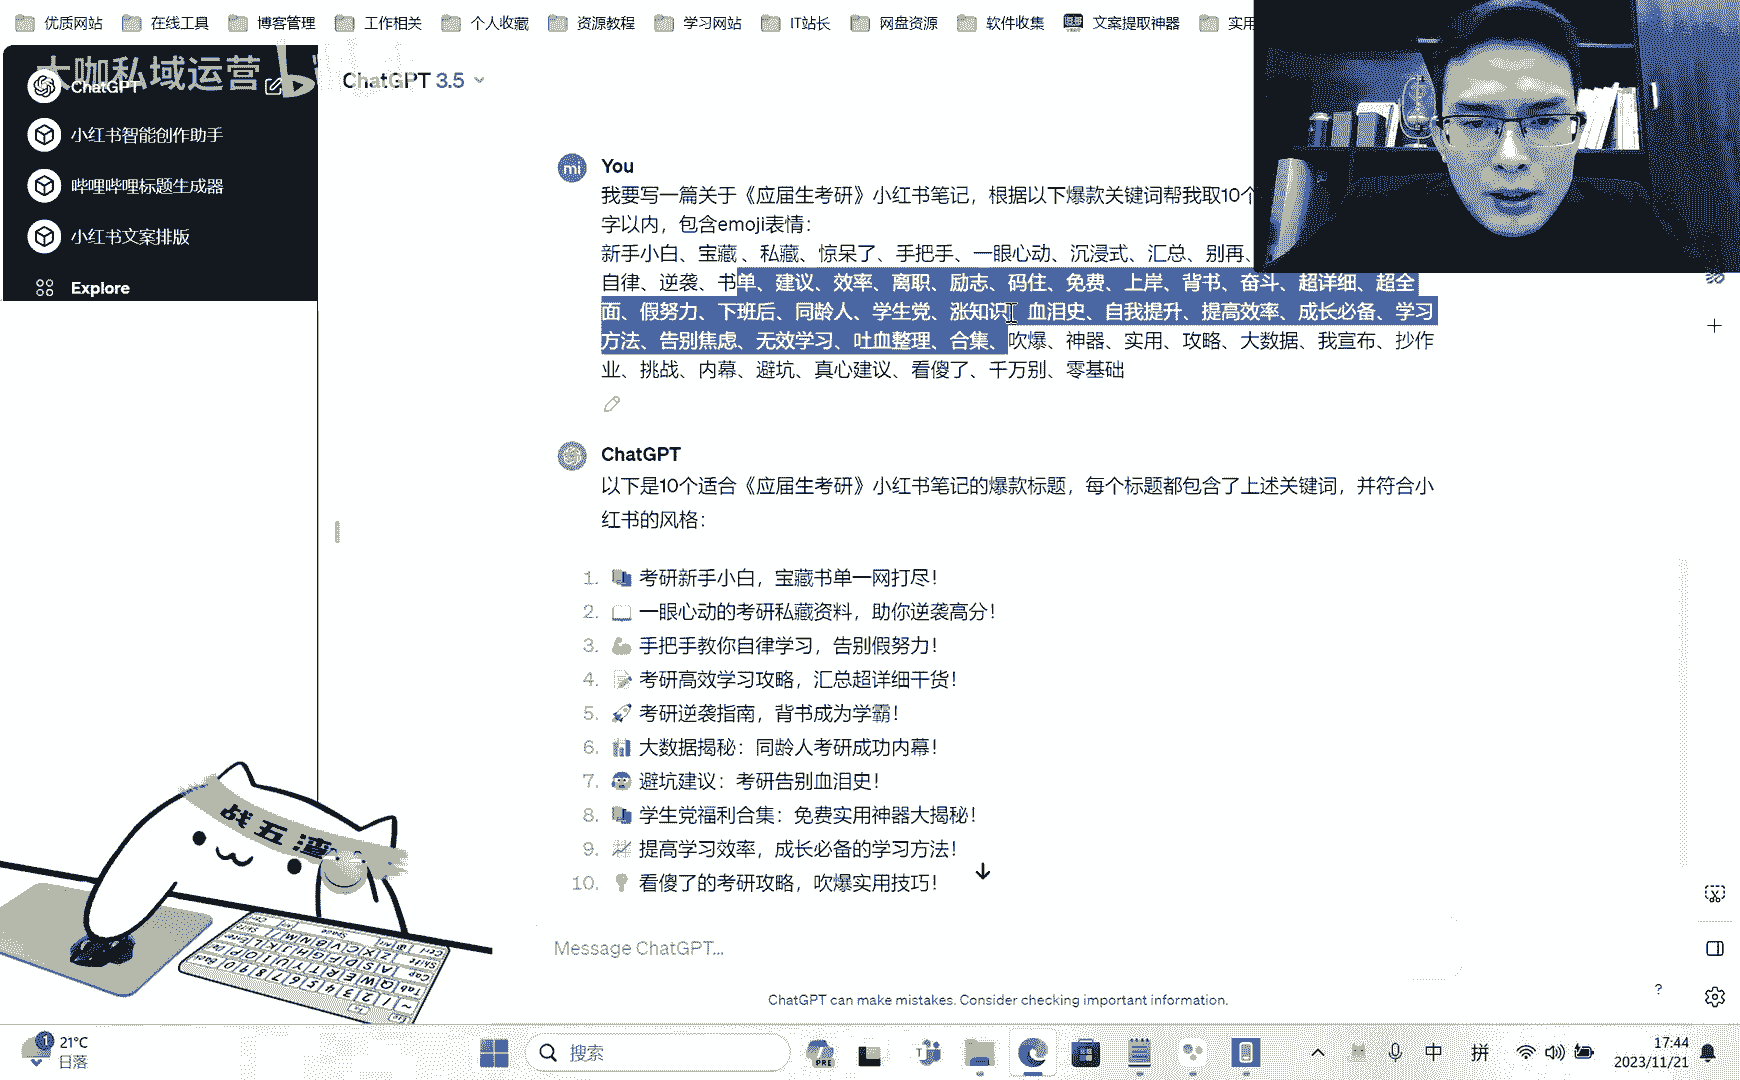 优质网站
在线工具
博客管理
工作相关
个人收藏
资源教程
学习网站
IT站长
网盘资源
软件收集
文案提取神器
实用
大咖私域运营
ChatGPT
小红书智能创作助手
哔哩哔哩标题生成器
小红书文案排版
Explore
ChatGPT 3.5
mi
You
我要写一篇关于《应届生考研》小红书笔记，根据以下爆款关键词帮我取10个
字以内，包含emoji表情：
新手小白、宝藏、私藏、惊呆了、手把手、一眼心动、沉浸式、汇总、别再、
自律、逆袭、书单、建议、效率、离职、励志、码住、免费、上岸、背书、奋斗、超详细、超全
面、假努力、下班后、同龄人、学生党、涨知识、血泪史、自我提升、提高效率、成长必备、学习
方法、告别焦虑、无效学习、吐血整理、合集、吹爆、神器、实用、攻略、大数据、我宣布、抄作
业、挑战、内幕、避坑、真心建议、看傻了、千万别、零基础
ChatGPT
以下是10个适合《应届生考研》小红书笔记的爆款标题，每个标题都包含了上述关键词，并符合小
红书的风格：
1. 📚 考研新手小白，宝藏书单一网打尽！
2. 📖 一眼心动的考研私藏资料，助你逆袭高分！
3. 💪 手把手教你自律学习，告别假努力！
4. 📝 考研高效学习攻略，汇总超详细干货！
5. 🚀 考研逆袭指南，背书成为学霸！
6. 📊 大数据揭秘：同龄人考研成功内幕！
7. 😱 避坑建议：考研告别血泪史！
8. 📚 学生党福利合集：免费实用神器大揭秘！
9. 📈 提高学习效率，成长必备的学习方法！
10. 💡 看傻了的考研攻略，吹爆实用技巧！
Message ChatGPT...
ChatGPT can make mistakes. Consider checking important information.
?
战五渣
1
21°C
日落
搜索
PRE
中
拼
17:44
2023/11/21